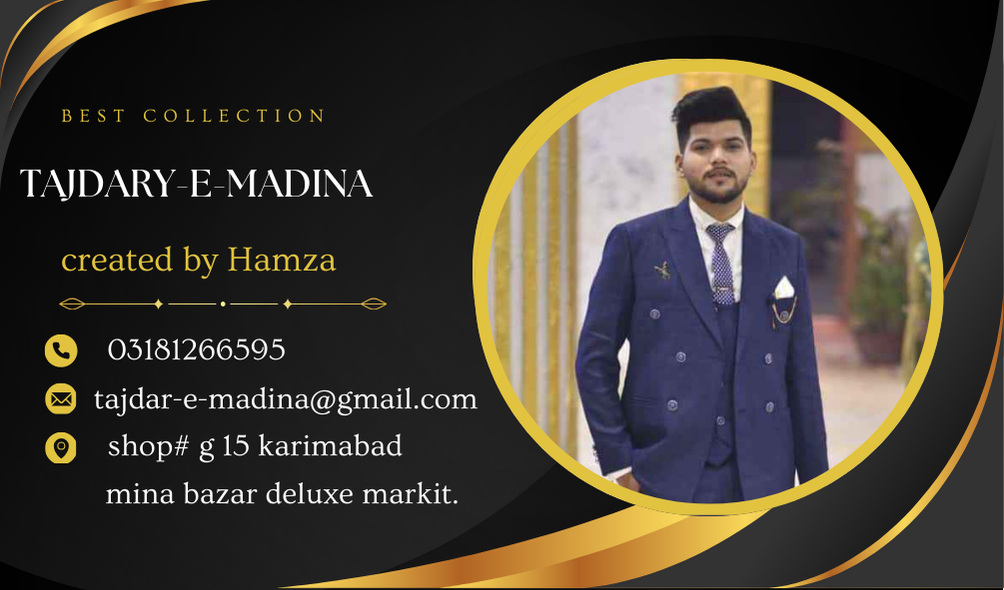 BEST COLLECTION
TAJDARY-E-MADINA
created by Hamza
03181266595
tajdar-e-madina@gmail.com
shop# g 15 karimabad
mina bazar deluxe markit.